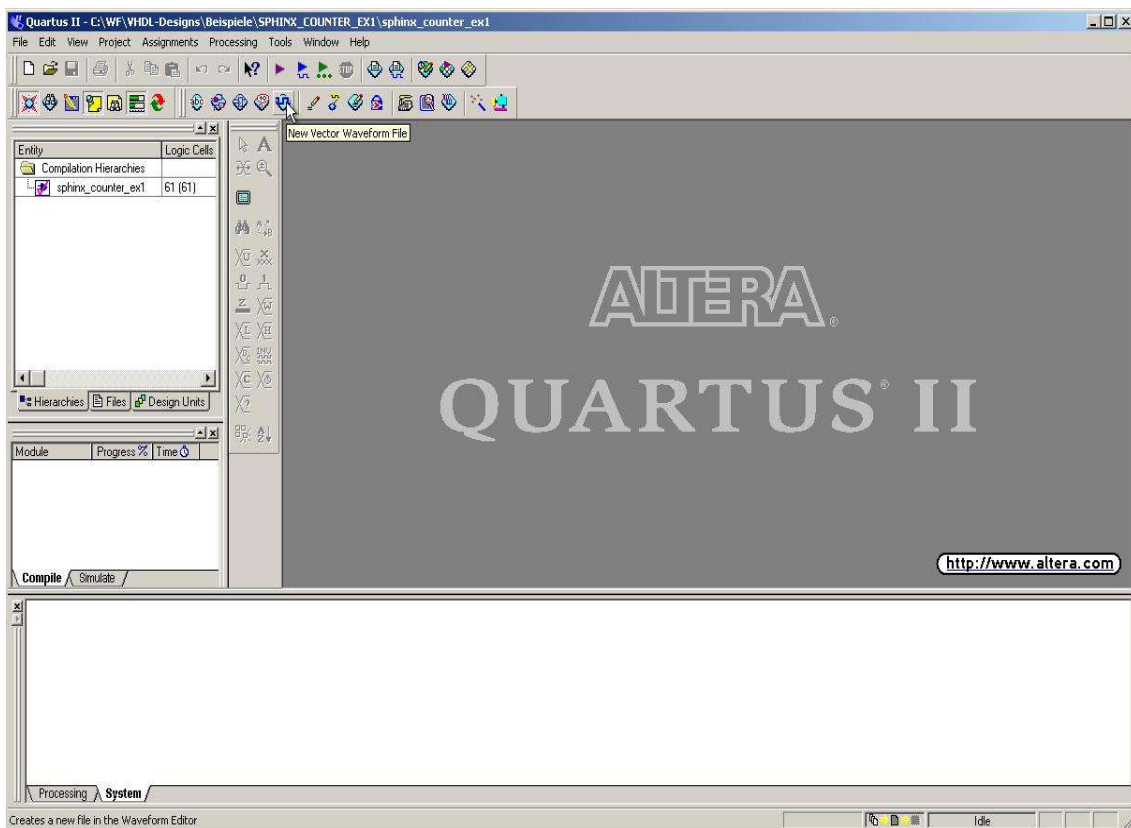 Quartus II - C:\WF\VHDL-Designs\Beispiele\SPHINX_COUNTER_EX1\sphinx_counter_ex1
File Edit View Project Assignments Processing Tools Window Help
New Vector Waveform File
Entity Logic Cells
Compilation Hierarchies
sphinx_counter_ex1 61 (61)
Hierarchies Files Design Units
Module Progress % Time
Compile Simulate
ALTERA®
QUARTUS® II
http://www.altera.com
Processing System
Creates a new file in the Waveform Editor
Idle